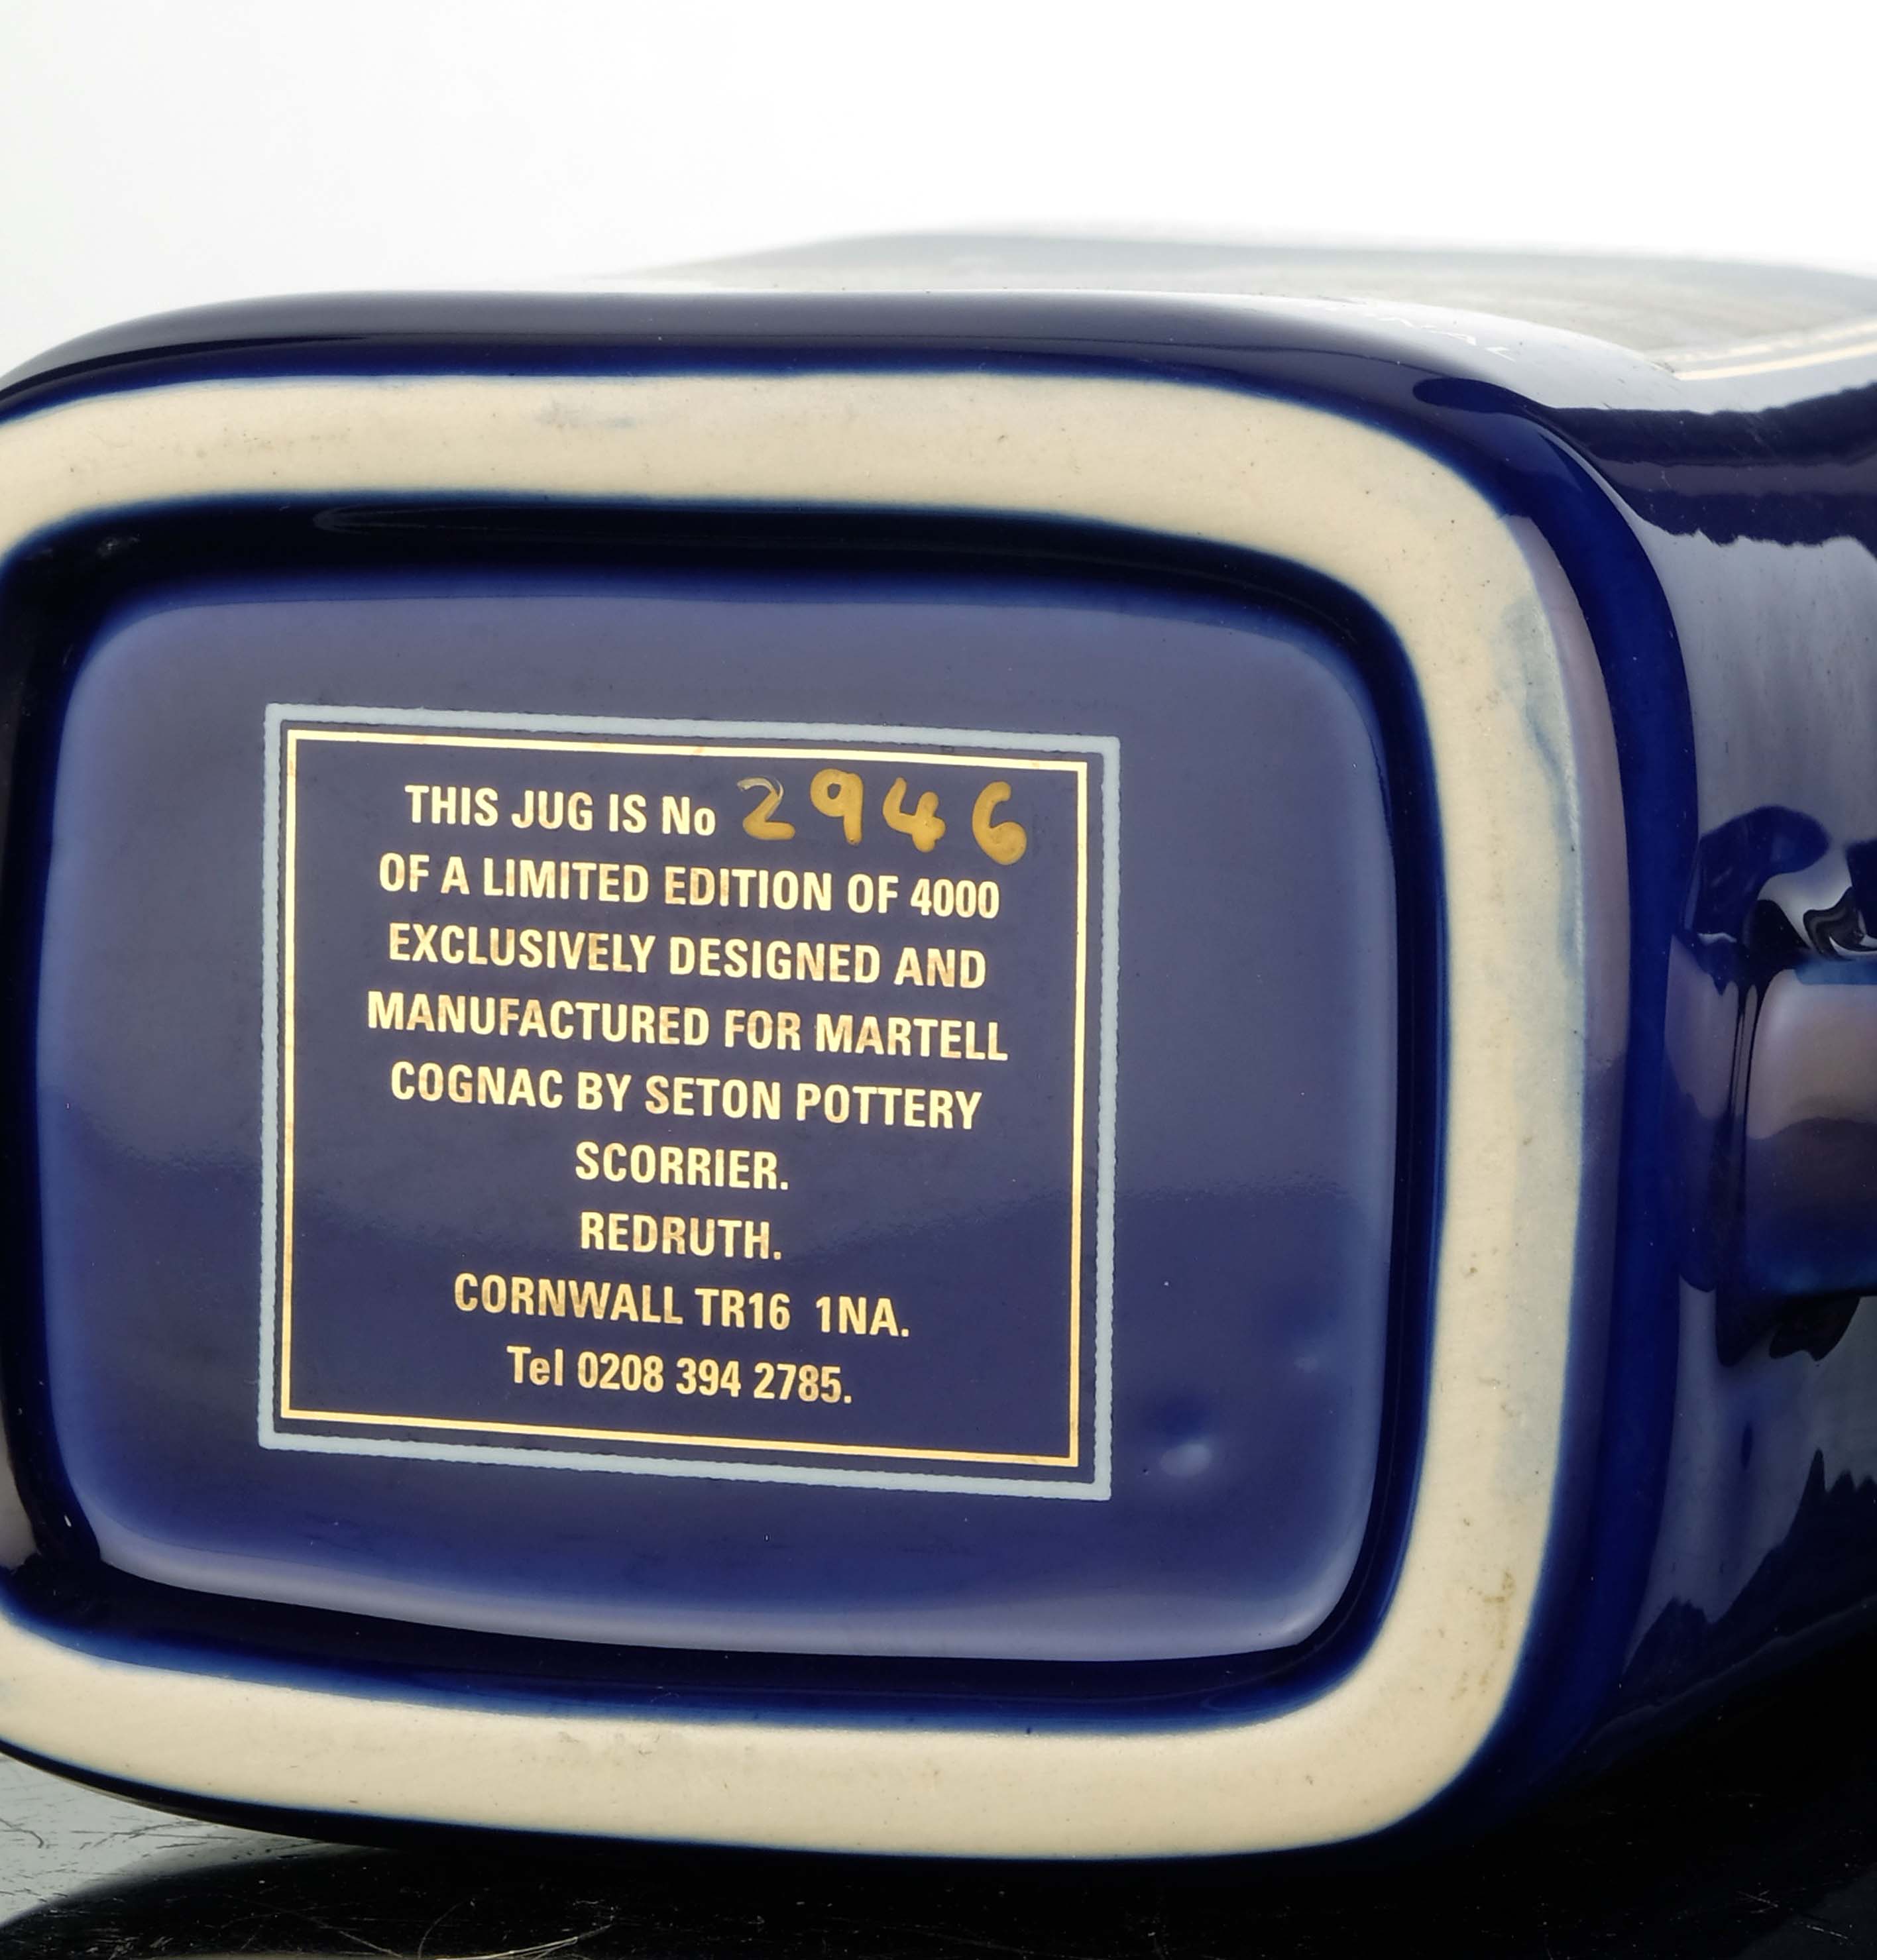 THIS JUG IS No 2946
OF A LIMITED EDITION OF 4000
EXCLUSIVELY DESIGNED AND
MANUFACTURED FOR MARTELL
COGNAC BY SETON POTTERY
SCORRIER.
REDRUTH.
CORNWALL TR16 1NA.
Tel 0208 394 2785.